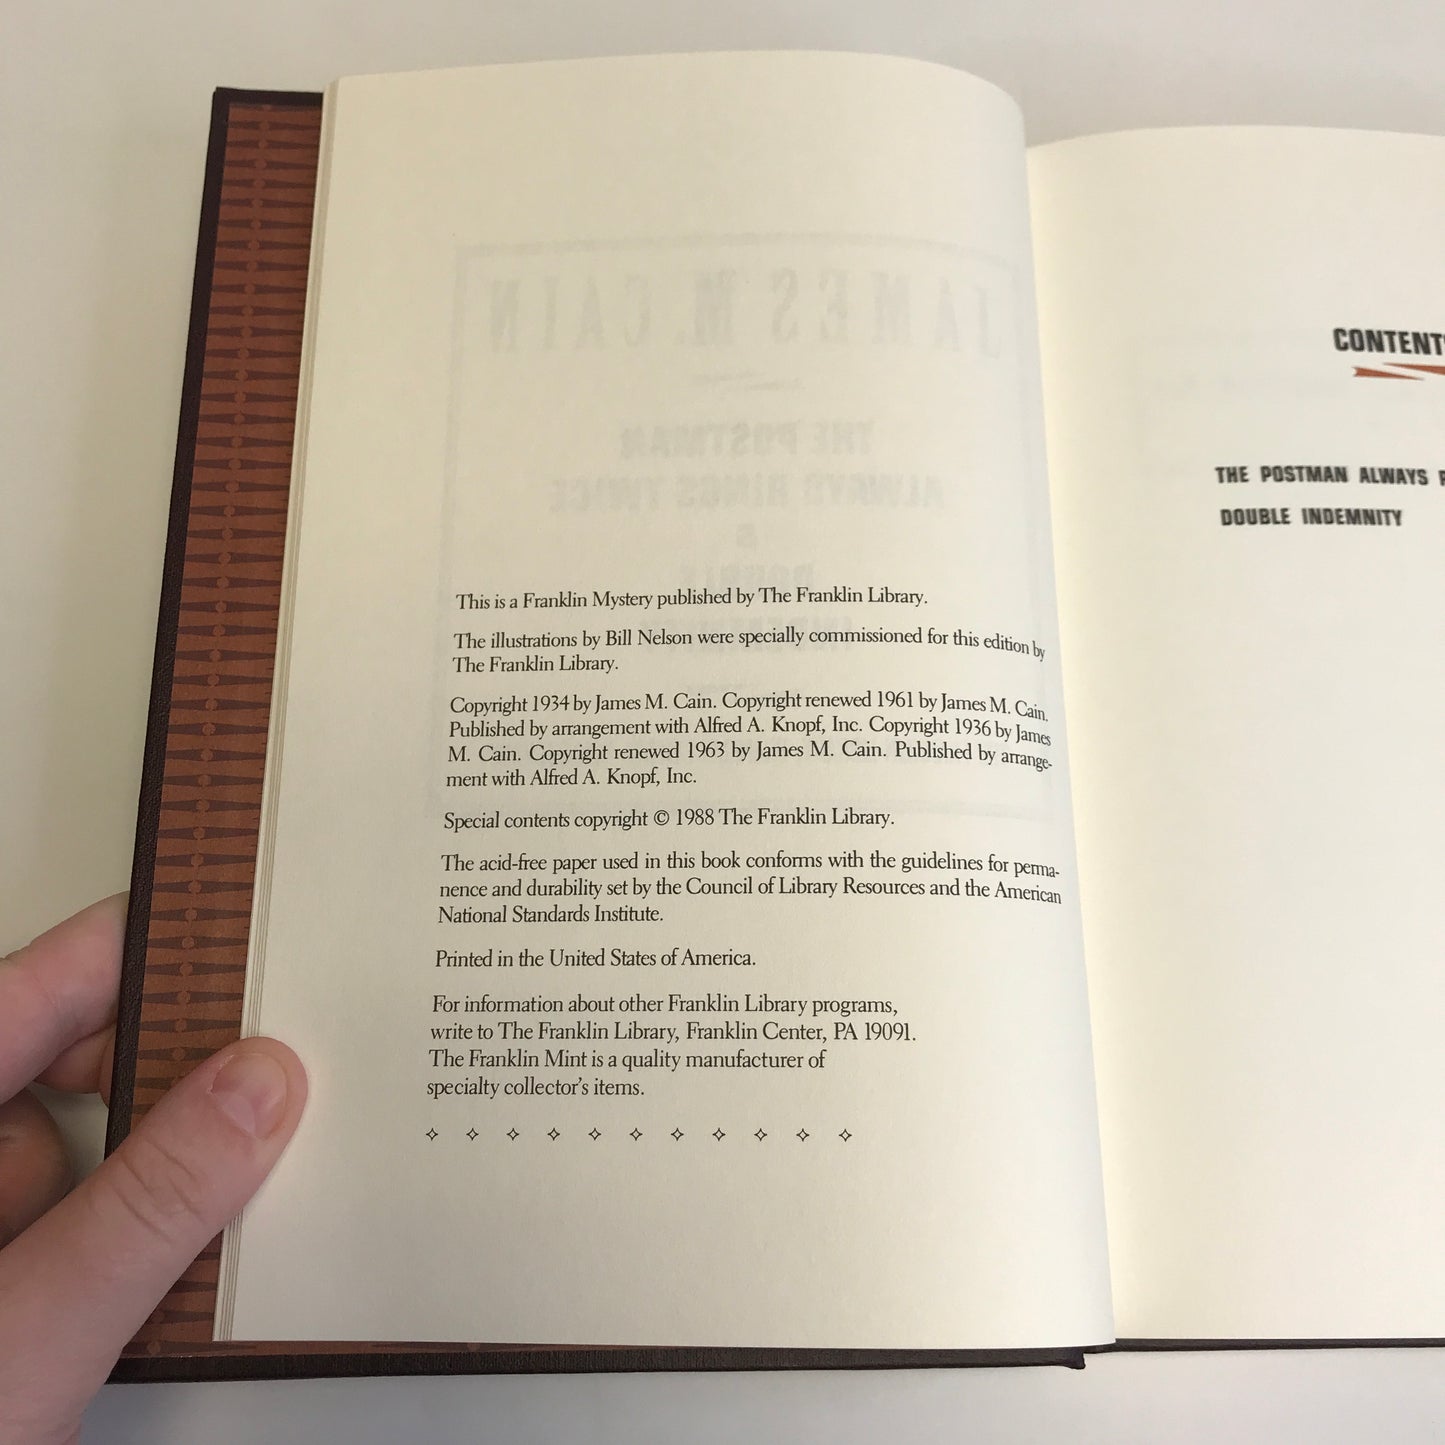 This is a Franklin Mystery published by The Franklin Library.
The illustrations by Bill Nelson were specially commissioned for this edition by
The Franklin Library.
Copyright 1934 by James M. Cain. Copyright renewed 1961 by James M. Cain.
Published by arrangement with Alfred A. Knopf, Inc. Copyright 1936 by James
M. Cain. Copyright renewed 1963 by James M. Cain. Published by arrange-
ment with Alfred A. Knopf, Inc.
Special contents copyright © 1988 The Franklin Library.
The acid-free paper used in this book conforms with the guidelines for perma-
nence and durability set by the Council of Library Resources and the American
National Standards Institute.
Printed in the United States of America.
For information about other Franklin Library programs,
write to The Franklin Library, Franklin Center, PA 19091.
The Franklin Mint is a quality manufacturer of
specialty collector's items.
CONTENTS
THE POSTMAN ALWAYS
DOUBLE INDEMNITY